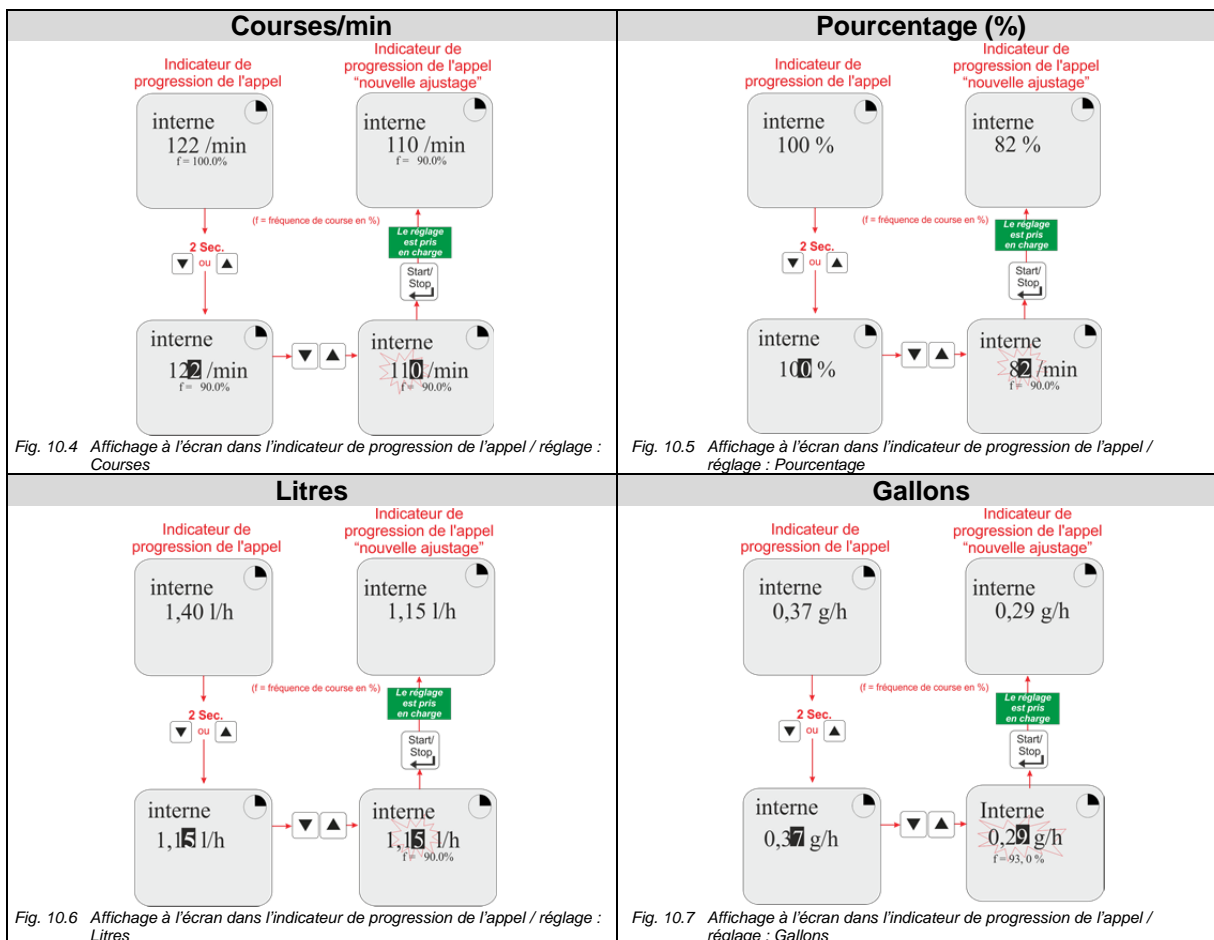 Courses/min
Indicateur de
progression de l'appel
Indicateur de
progression de l'appel
"nouvelle ajustage"
interne
122 /min
f = 100.0%
interne
110 /min
f = 90.0%
(f = fréquence de course en %)
2 Sec.
▼ ou ▲
Le réglage
est pris
en charge
Start/
Stop
interne
122 /min
f = 90.0%
▼ ▲
interne
110 /min
f = 90.0%
Fig. 10.4 Affichage à l'écran dans l'indicateur de progression de l'appel / réglage :
Courses
Pourcentage (%)
Indicateur de
progression de l'appel
Indicateur de
progression de l'appel
"nouvelle ajustage"
interne
100 %
interne
82 %
(f = fréquence de course en %)
2 Sec.
▼ ou ▲
Le réglage
est pris
en charge
Start/
Stop
interne
100 %
▼ ▲
interne
82 /min
f = 90.0%
Fig. 10.5 Affichage à l'écran dans l'indicateur de progression de l'appel /
réglage : Pourcentage
Litres
Indicateur de
progression de l'appel
Indicateur de
progression de l'appel
"nouvelle ajustage"
interne
1,40 l/h
interne
1,15 l/h
(f = fréquence de course en %)
2 Sec.
▼ ou ▲
Le réglage
est pris
en charge
Start/
Stop
interne
1,15 l/h
▼ ▲
interne
1,15 l/h
f = 90.0%
Fig. 10.6 Affichage à l'écran dans l'indicateur de progression de l'appel / réglage :
Litres
Gallons
Indicateur de
progression de l'appel
Indicateur de
progression de l'appel
"nouvelle ajustage"
interne
0,37 g/h
interne
0,29 g/h
(f = fréquence de course en %)
2 Sec.
▼ ou ▲
Le réglage
est pris
en charge
Start/
Stop
interne
0,37 g/h
▼ ▲
Interne
0,29 g/h
f = 93, 0 %
Fig. 10.7 Affichage à l'écran dans l'indicateur de progression de l'appel /
réglage : Gallons